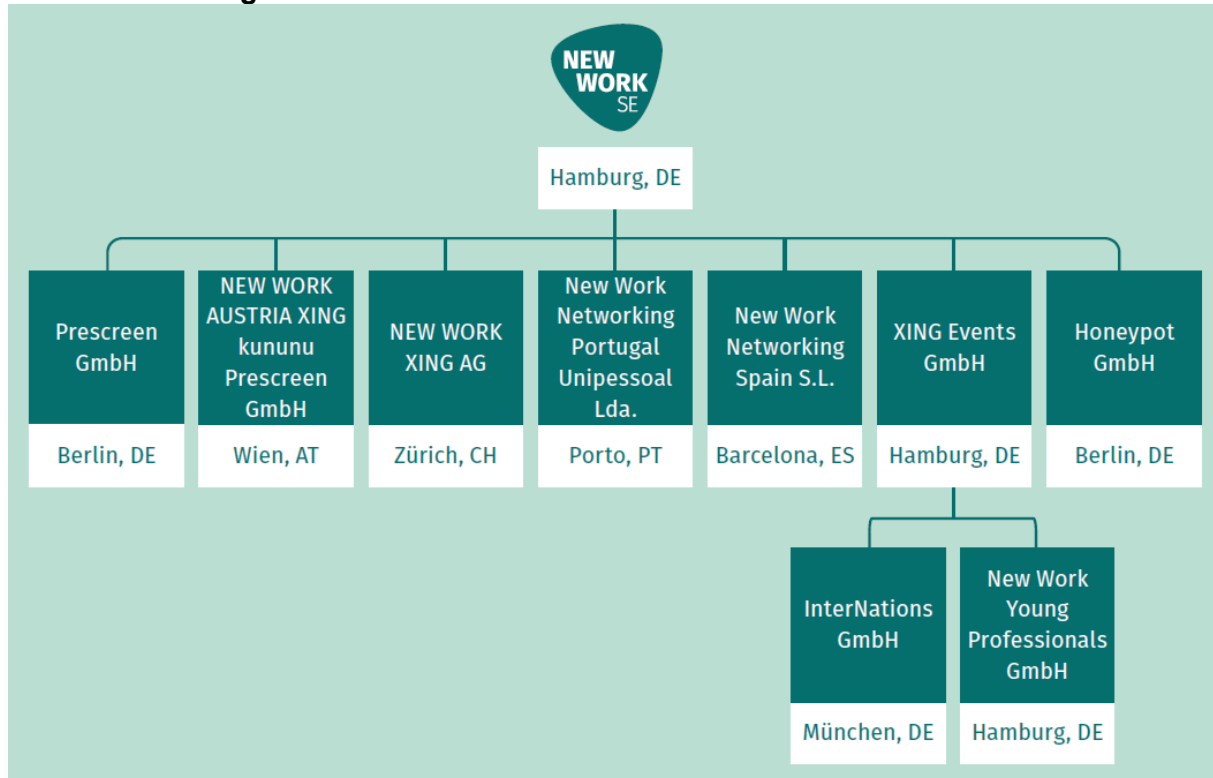 NEW
WORK
SE
Hamburg, DE
Prescreen
GmbH
Berlin, DE
NEW WORK
AUSTRIA XING
kununu
Prescreen
GmbH
Wien, AT
NEW WORK
XING AG
Zürich, CH
New Work
Networking
Portugal
Unipessoal
Lda.
Porto, PT
New Work
Networking
Spain S.L.
Barcelona, ES
XING Events
GmbH
Hamburg, DE
Honeypot
GmbH
Berlin, DE
InterNations
GmbH
München, DE
New Work
Young
Professionals
GmbH
Hamburg, DE